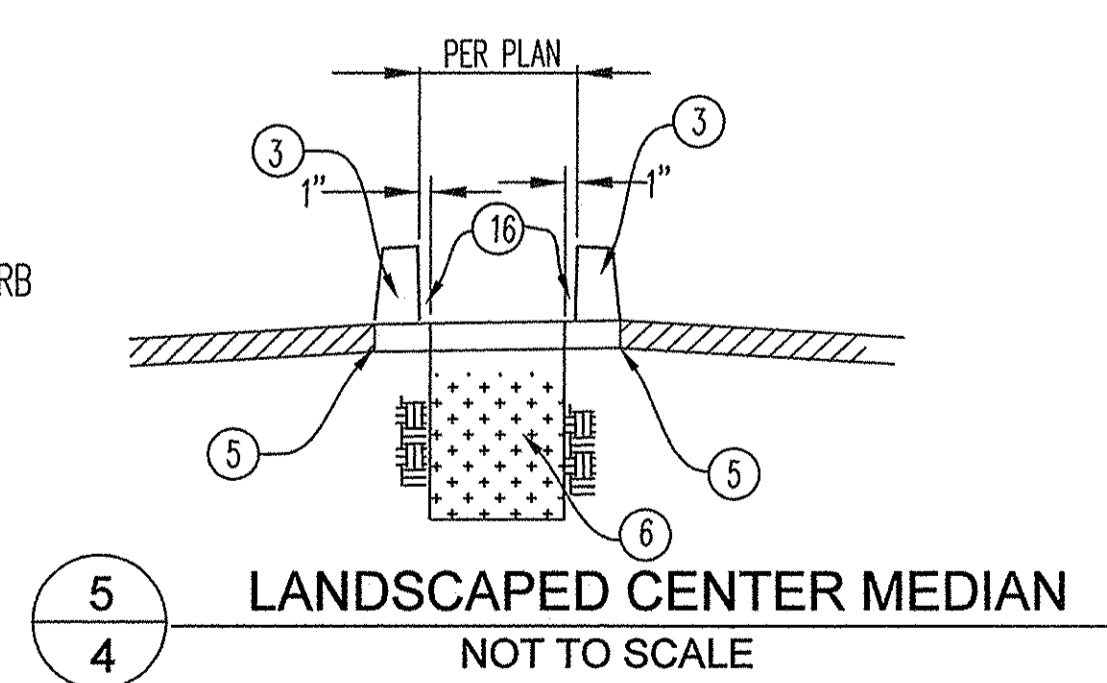 PER PLAN
3
3
1"
1"
16
RB
5
5
6
5
LANDSCAPED CENTER MEDIAN
4
NOT TO SCALE